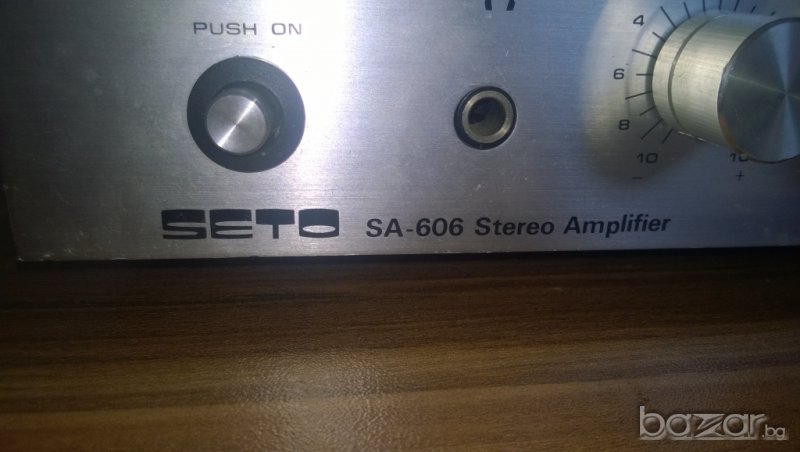 PUSH ON
4
6
8
10
10
- +
SETO SA-606 Stereo Amplifier
bazar.bg